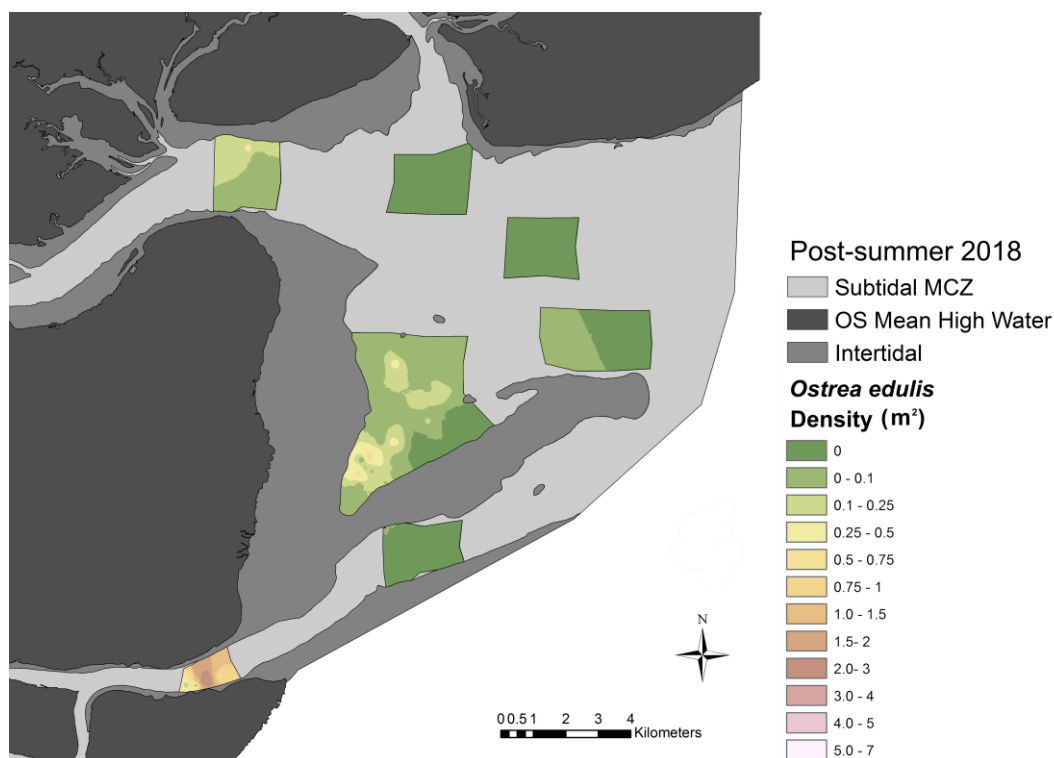 Post-summer 2018
Subtidal MCZ
OS Mean High Water
Intertidal
Ostrea edulis
Density (m²)
0
0 - 0.1
0.1 - 0.25
0.25 - 0.5
0.5 - 0.75
0.75 - 1
1.0 - 1.5
1.5- 2
2.0- 3
3.0 - 4
4.0 - 5
5.0 - 7
N
0 0.5 1 2 3 4
Kilometers